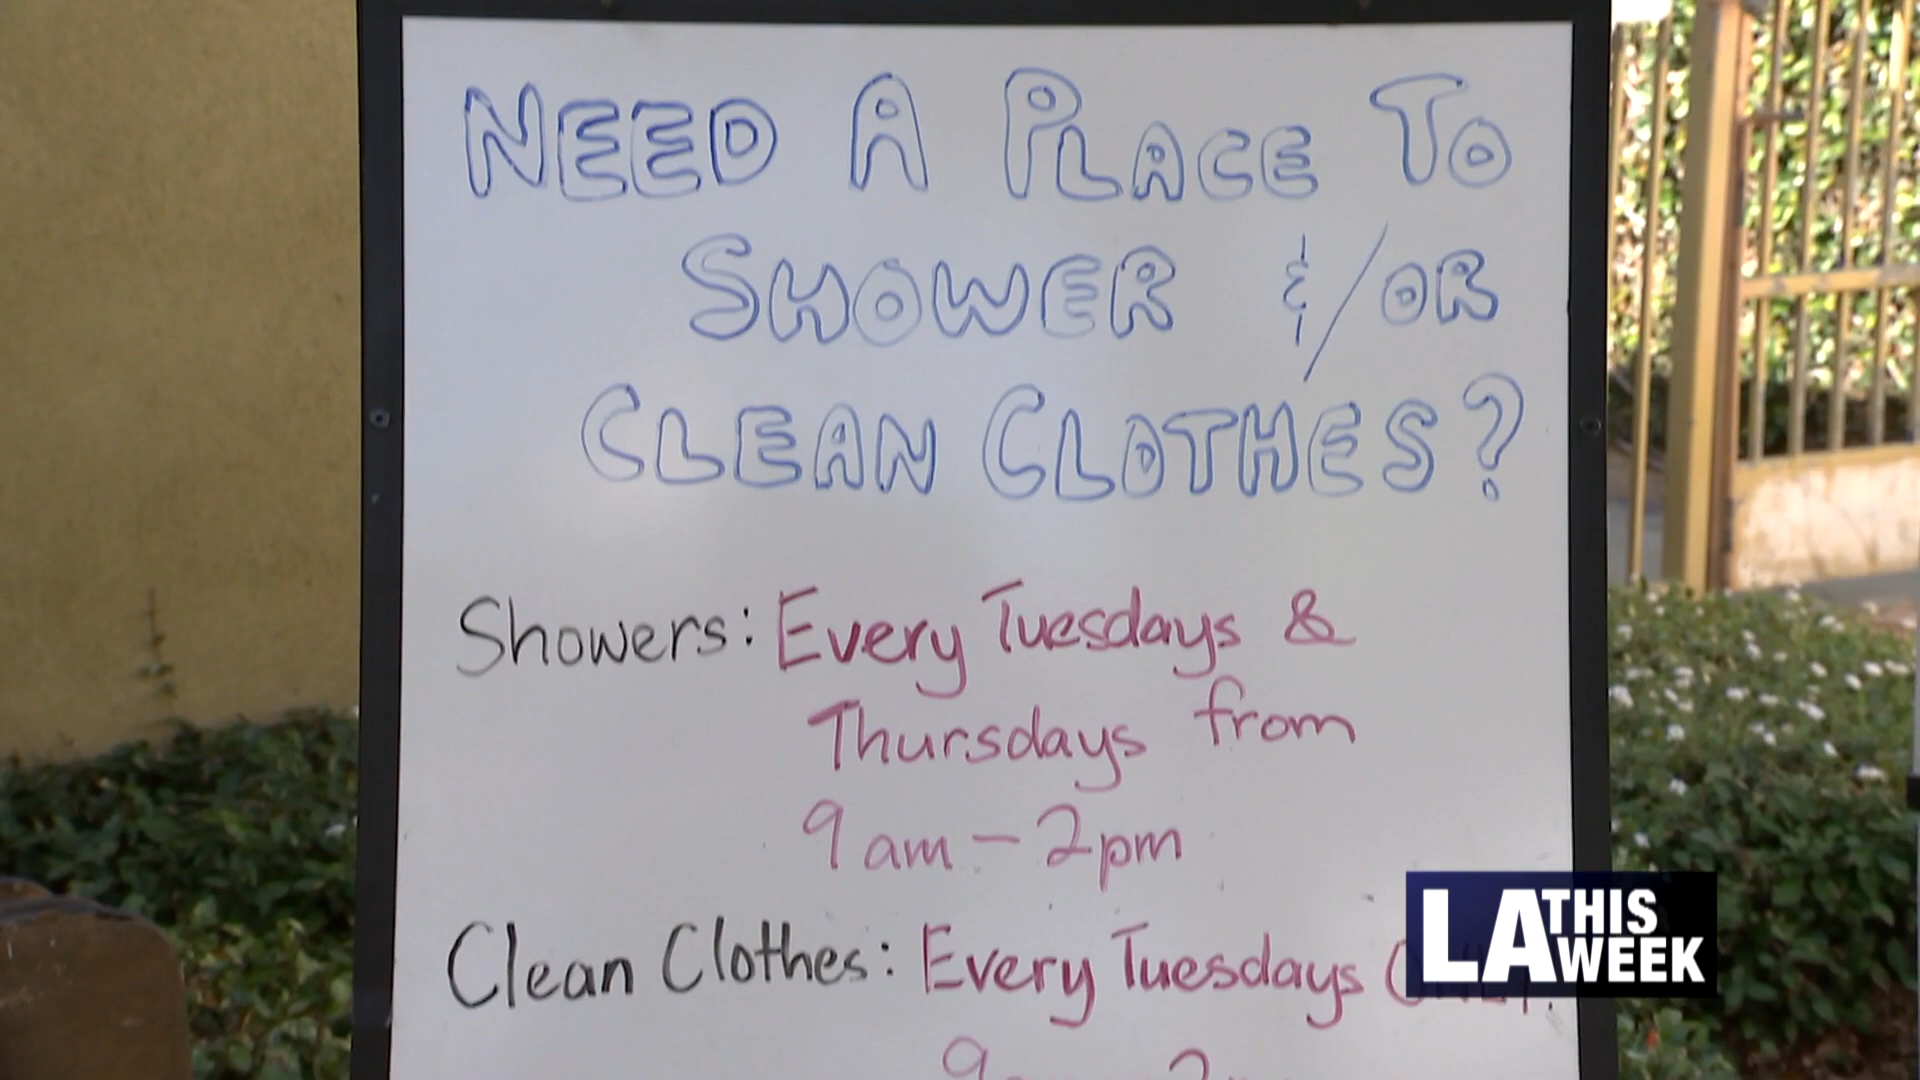 NEED A PLACE TO
SHOWER &/OR
CLEAN CLOTHES?
Showers: Every Tuesdays &
Thursdays from
9am - 2pm
Clean Clothes: Every Tuesdays
LA THIS WEEK